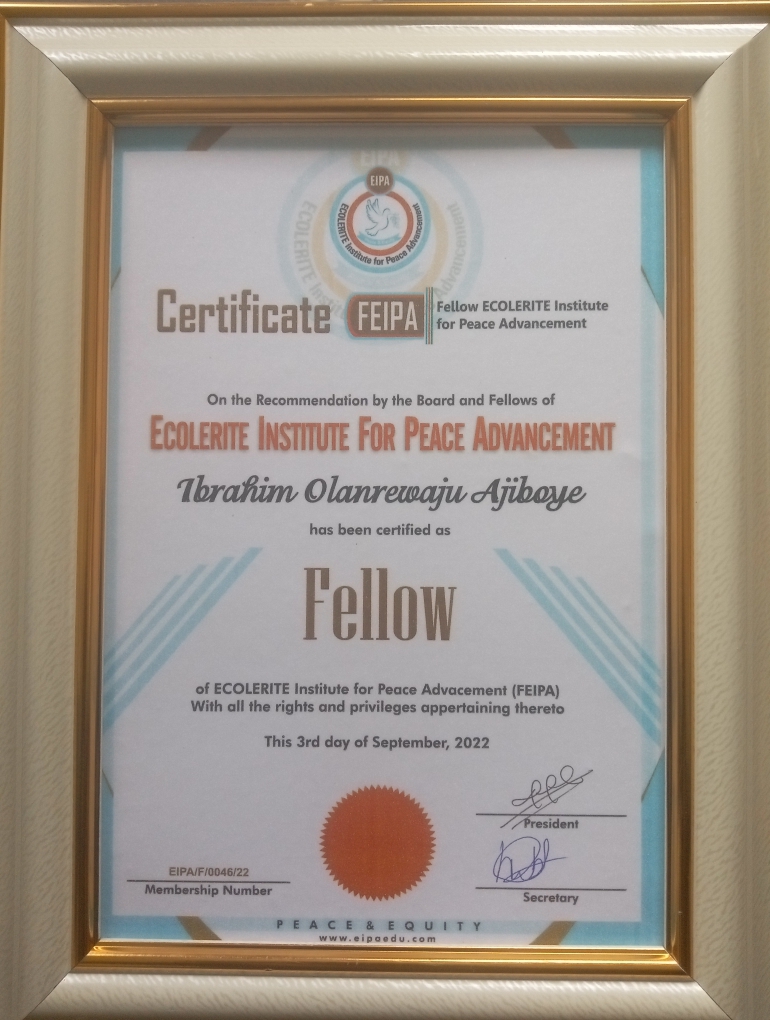 EIPA
ECOLERITE Institute for Peace Advancement
Certificate FEIPA Fellow ECOLERITE Institute
for Peace Advancement
On the Recommendation by the Board and Fellows of
ECOLERITE INSTITUTE FOR PEACE ADVANCEMENT
Ibrahim Olanrewaju Ajiboye
has been certified as
Fellow
of ECOLERITE Institute for Peace Advacement (FEIPA)
With all the rights and privileges appertaining thereto
This 3rd day of September, 2022
President
EIPA/F/0046/22
Membership Number
Secretary
PEACE & EQUITY
www.eipaedu.com